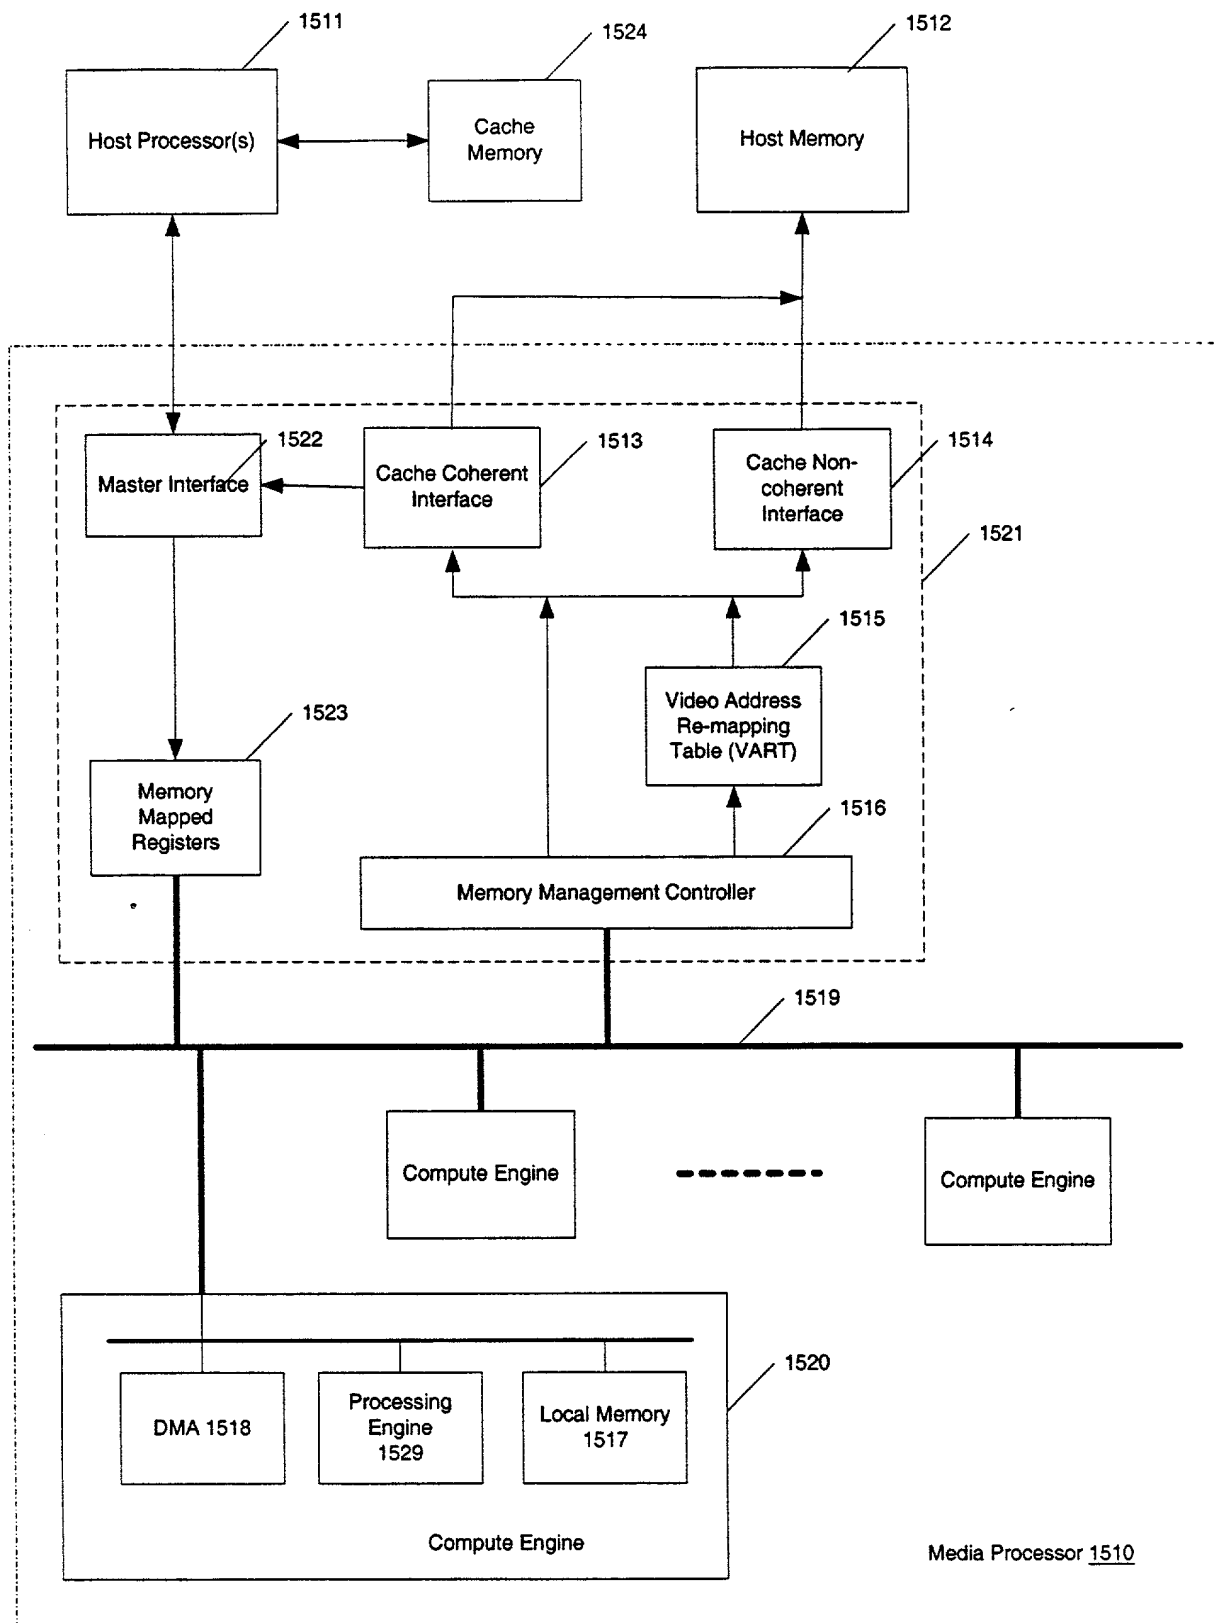 1511
1524
1512
Host Processor(s)
Cache
Memory
Host Memory
1522
1513
1514
Master Interface
Cache Coherent
Interface
Cache Non-
coherent
Interface
1521
1515
Video Address
Re-mapping
Table (VART)
1523
Memory
Mapped
Registers
1516
Memory Management Controller
1519
Compute Engine
Compute Engine
1520
DMA 1518
Processing
Engine
1529
Local Memory
1517
Compute Engine
Media Processor 1510